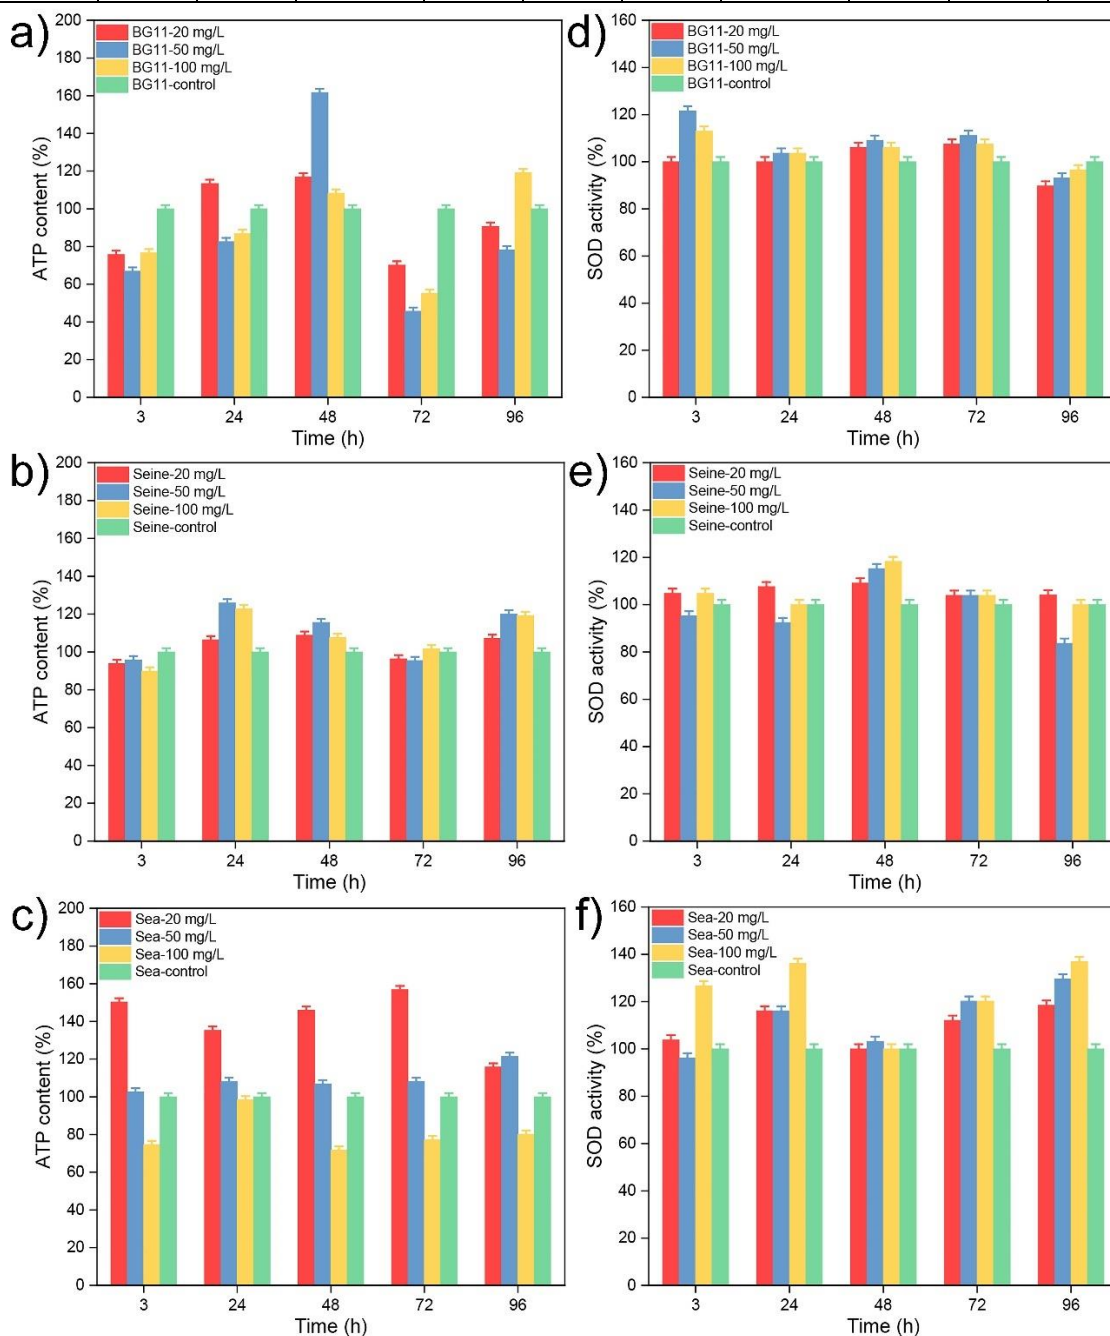 a)
BG11-20 mg/L
BG11-50 mg/L
BG11-100 mg/L
BG11-control
ATP content (%)
200
180
160
140
120
100
80
60
40
20
0
3 24 48 72 96
Time (h)
d)
BG11-20 mg/L
BG11-50 mg/L
BG11-100 mg/L
BG11-control
SOD activity (%)
160
140
120
100
80
60
40
20
0
3 24 48 72 96
Time (h)
b)
Seine-20 mg/L
Seine-50 mg/L
Seine-100 mg/L
Seine-control
ATP content (%)
200
180
160
140
120
100
80
60
40
20
0
3 24 48 72 96
Time (h)
e)
Seine-20 mg/L
Seine-50 mg/L
Seine-100 mg/L
Seine-control
SOD activity (%)
160
140
120
100
80
60
40
20
0
3 24 48 72 96
Time (h)
c)
Sea-20 mg/L
Sea-50 mg/L
Sea-100 mg/L
Sea-control
ATP content (%)
200
180
160
140
120
100
80
60
40
20
0
3 24 48 72 96
Time (h)
f)
Sea-20 mg/L
Sea-50 mg/L
Sea-100 mg/L
Sea-control
SOD activity (%)
160
140
120
100
80
60
40
20
0
3 24 48 72 96
Time (h)